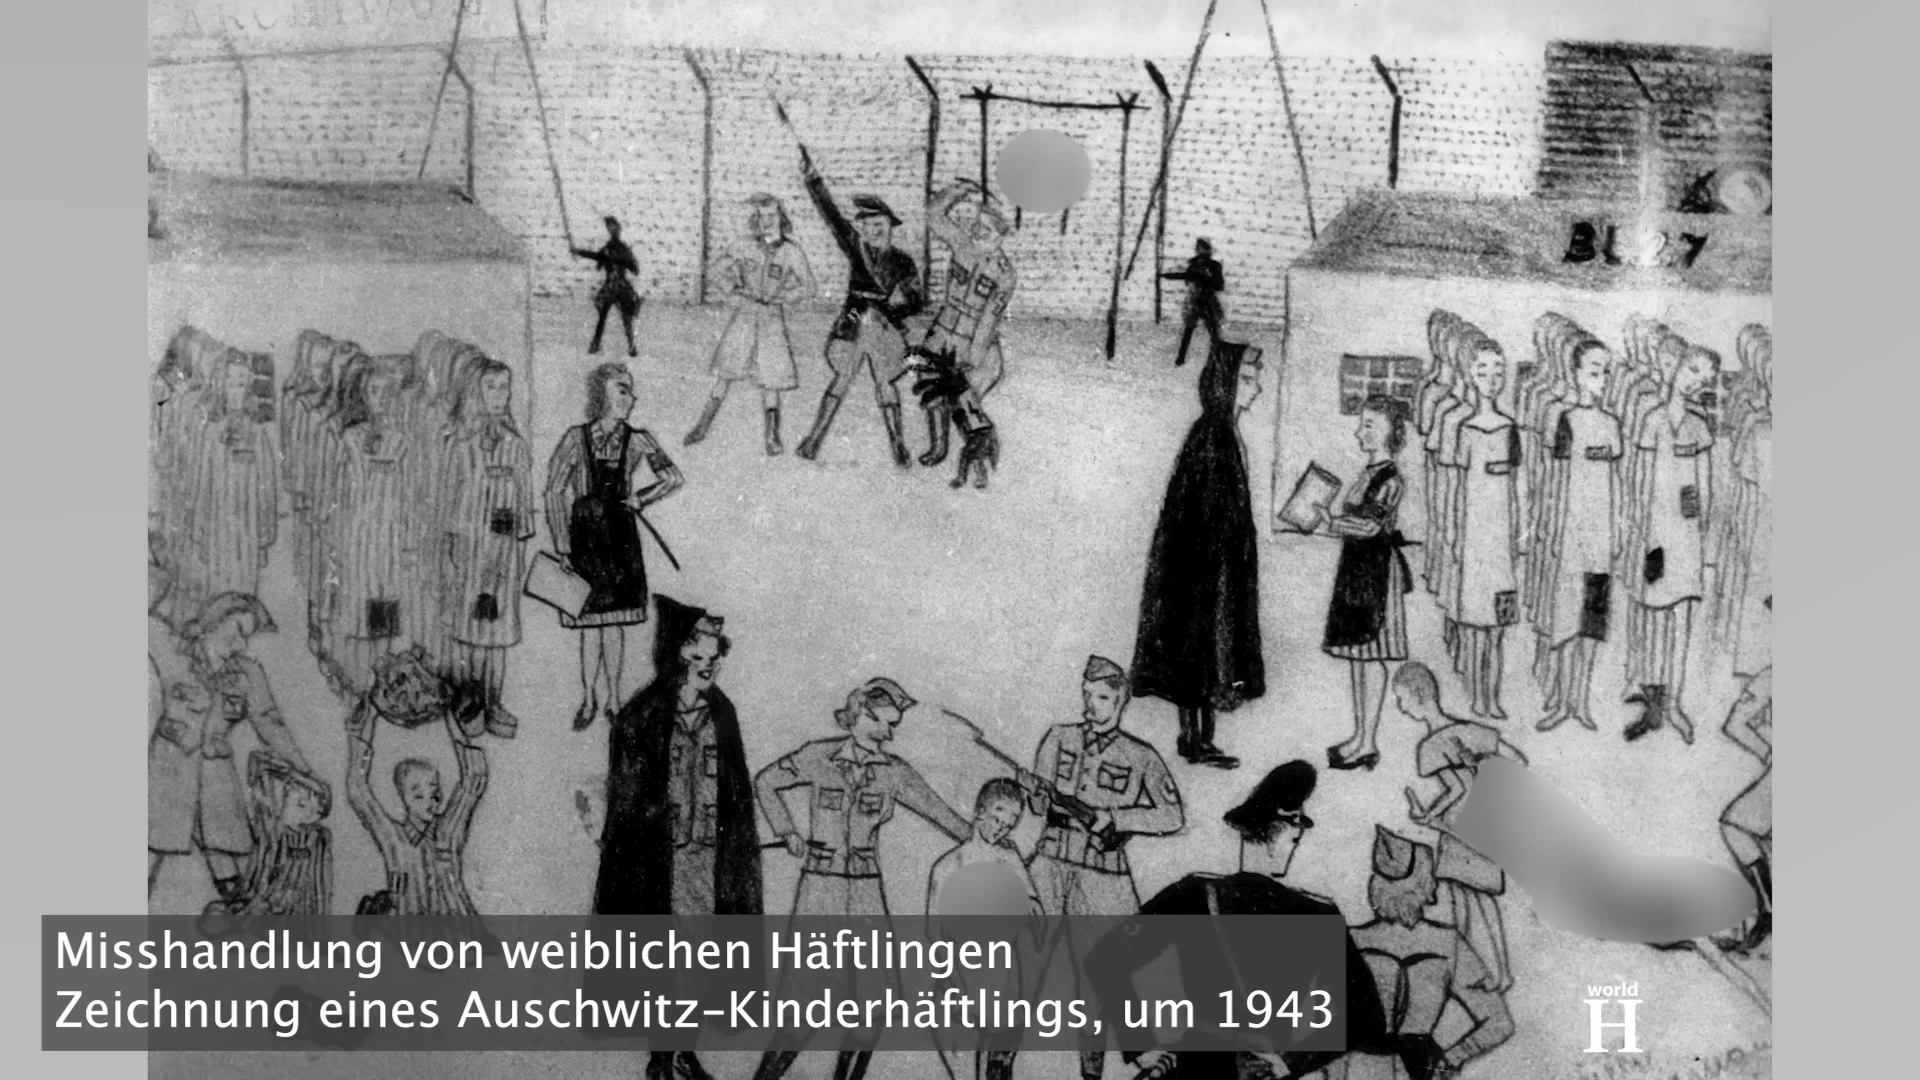 BL 27
Misshandlung von weiblichen Häftlingen
Zeichnung eines Auschwitz-Kinderhäftlings, um 1943
world
H